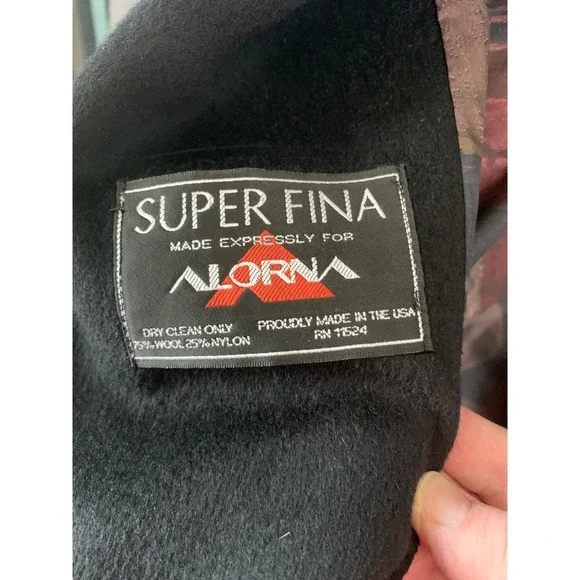 SUPER FINA
MADE EXPRESSLY FOR
ALORNA
DRY CLEAN ONLY
75% WOOL 25% NYLON
PROUDLY MADE IN THE USA
RN 11524